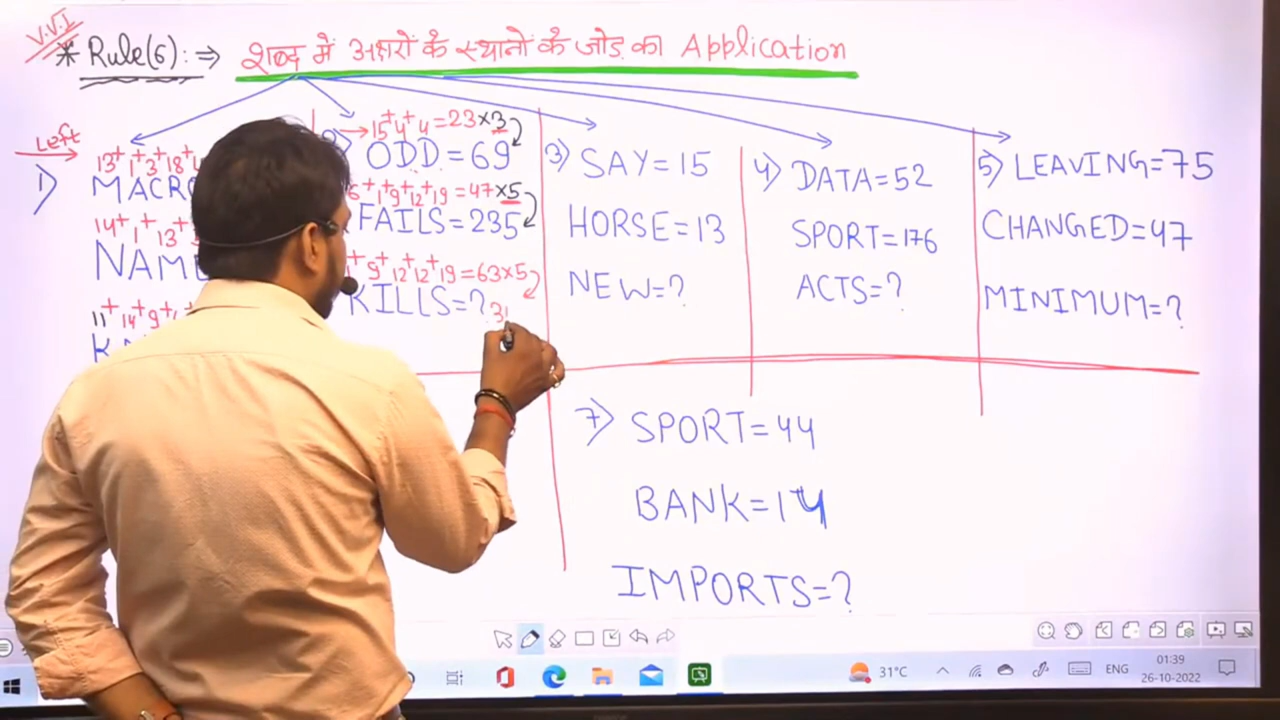 V.V.I
* Rule(6):⇒ शब्द में अक्षरों के स्थानों के जोड़ का Application
Left
13+1+3+18+
1) MACRO
14+1+13+
NAME
11+14+9+
15+4+4=23×3
ODD=69
6+1+9+12+19=47×5
FAILS=235
+9+12+12+19=63×5
KILLS=?
3) SAY=15
HORSE=13
NEW=?
4) DATA=52
SPORT=176
ACTS=?
5) LEAVING=75
CHANGED=47
MINIMUM=?
7) SPORT=44
BANK=14
IMPORTS=?
31°C
ENG
01:39
26-10-2022